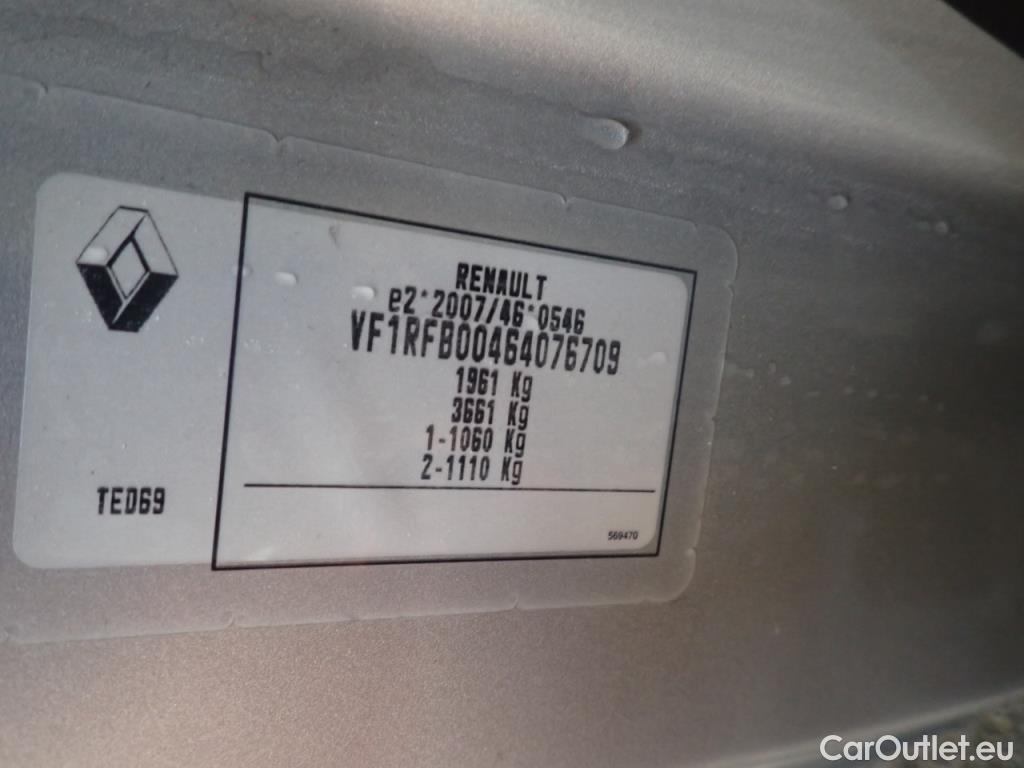 RENAULT
e2*2007/46*0546
VF1RFB00464076709
1961 Kg
3661 Kg
1-1060 Kg
2-1110 Kg
TED69
569470
CarOutlet.eu